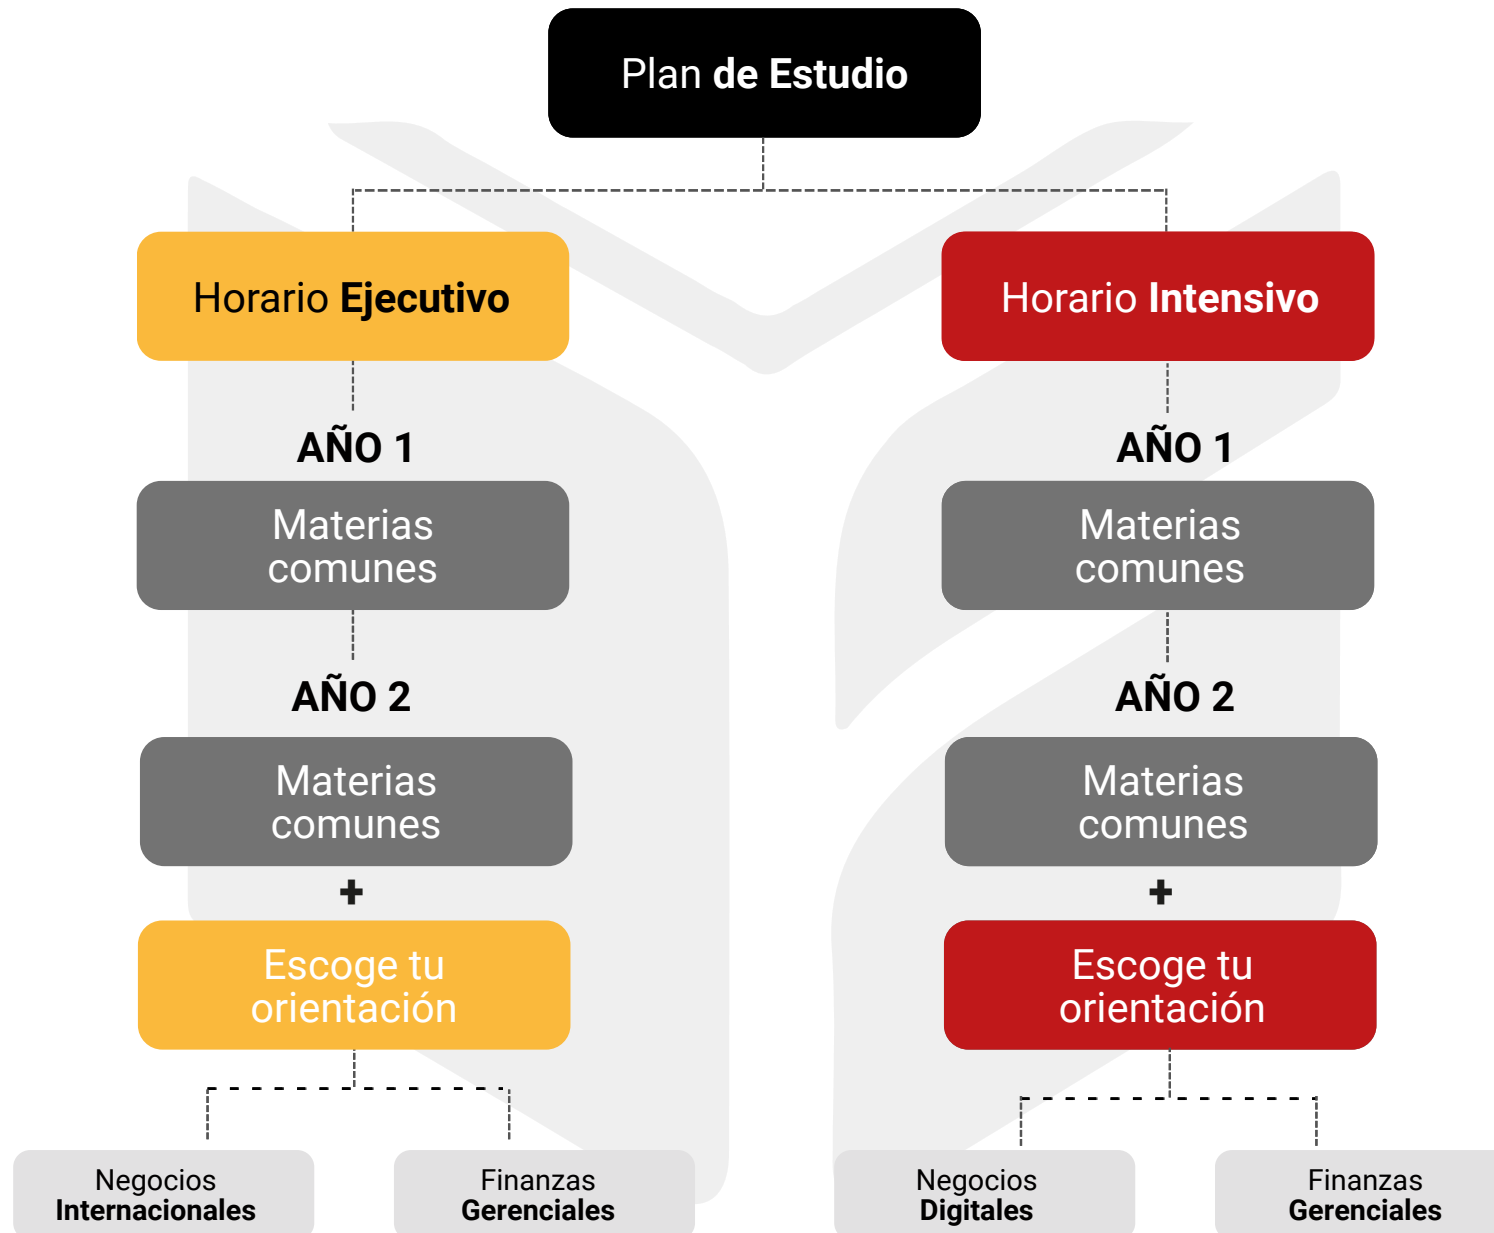 Plan de Estudio
Horario Ejecutivo
Horario Intensivo
AÑO 1
AÑO 1
Materias
comunes
Materias
comunes
AÑO 2
AÑO 2
Materias
comunes
Materias
comunes
+
+
Escoge tu
orientación
Escoge tu
orientación
Negocios
Internacionales
Finanzas
Gerenciales
Negocios
Digitales
Finanzas
Gerenciales